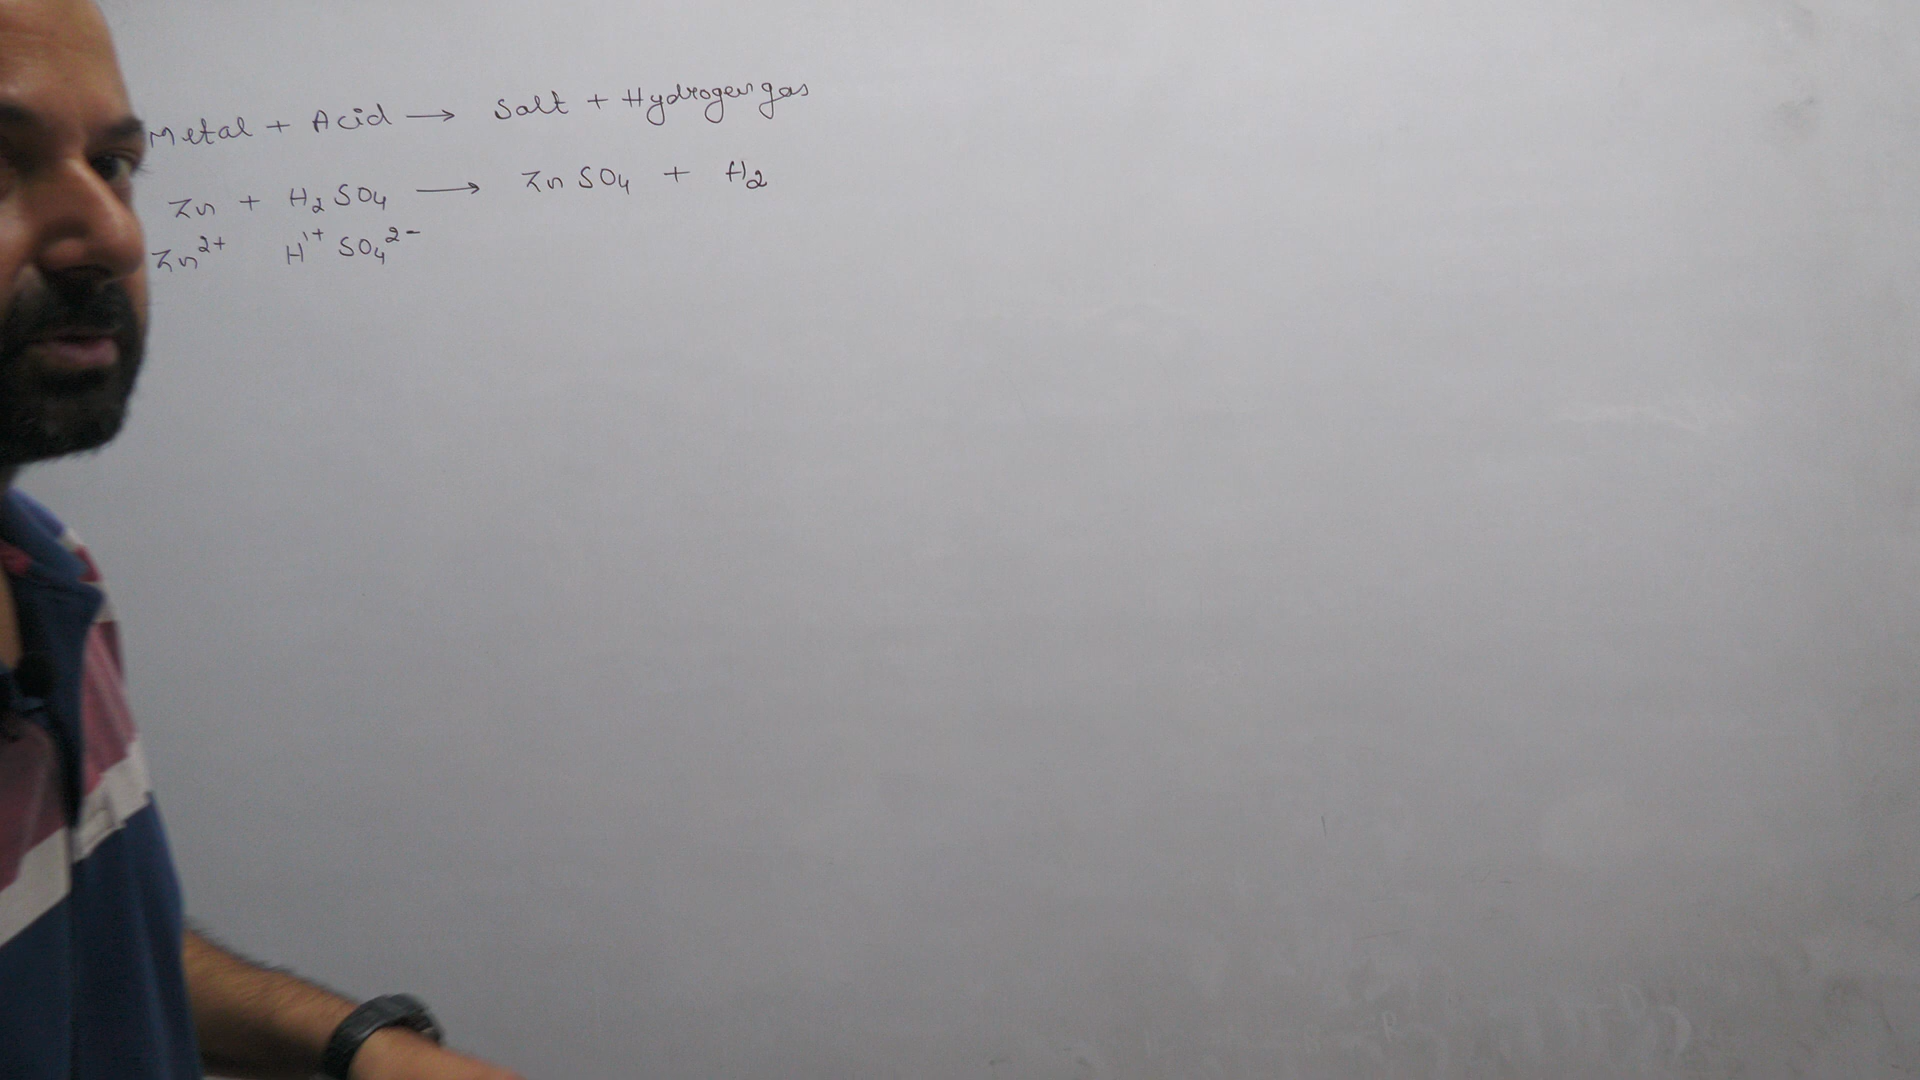 Metal + Acid → Salt + Hydrogen gas
Zn + H₂SO₄ → ZnSO₄ + H₂
Zn²⁺ H¹⁺ SO₄²⁻